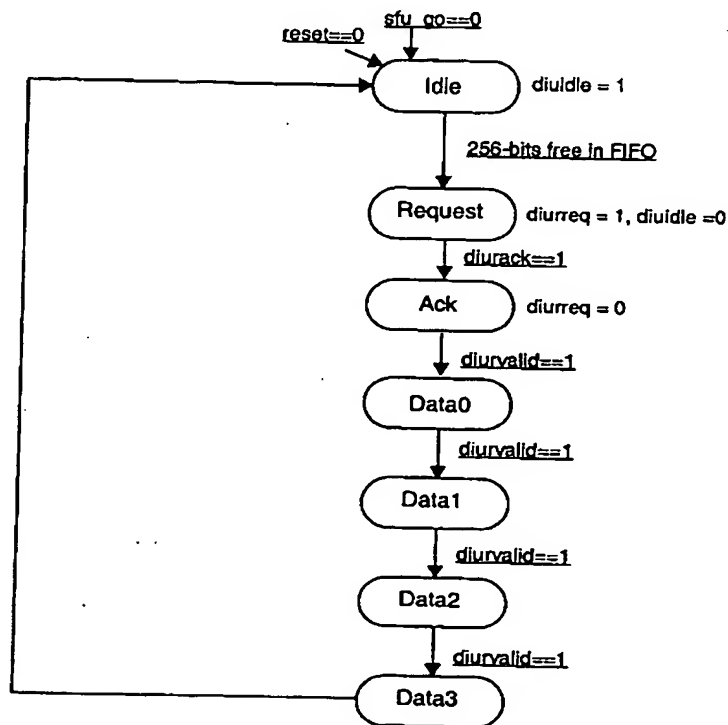 sfu_go==0
reset==0
Idle
diuidle = 1
256-bits free in FIFO
Request
diurreq = 1, diuidle =0
diurack==1
Ack
diurreq = 0
diurvalid==1
Data0
diurvalid==1
Data1
diurvalid==1
Data2
diurvalid==1
Data3